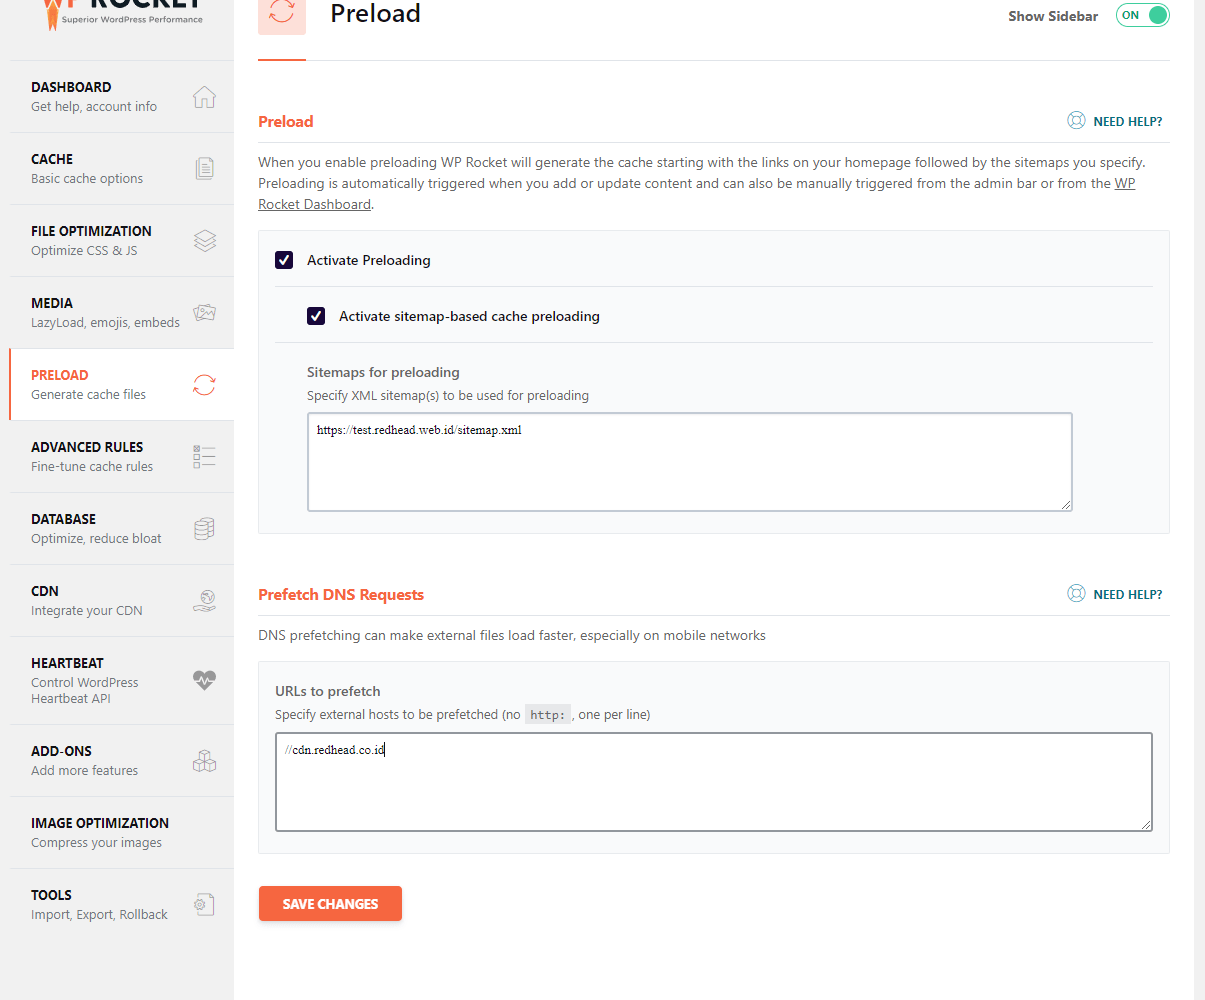 WP ROCKET
Superior WordPress Performance
Preload
Show Sidebar
ON
DASHBOARD
Get help, account info
CACHE
Basic cache options
FILE OPTIMIZATION
Optimize CSS & JS
MEDIA
LazyLoad, emojis, embeds
PRELOAD
Generate cache files
ADVANCED RULES
Fine-tune cache rules
DATABASE
Optimize, reduce bloat
CDN
Integrate your CDN
HEARTBEAT
Control WordPress
Heartbeat API
ADD-ONS
Add more features
IMAGE OPTIMIZATION
Compress your images
TOOLS
Import, Export, Rollback
Preload
NEED HELP?
When you enable preloading WP Rocket will generate the cache starting with the links on your homepage followed by the sitemaps you specify.
Preloading is automatically triggered when you add or update content and can also be manually triggered from the admin bar or from the WP
Rocket Dashboard.
Activate Preloading
Activate sitemap-based cache preloading
Sitemaps for preloading
Specify XML sitemap(s) to be used for preloading
https://test.redhead.web.id/sitemap.xml
Prefetch DNS Requests
NEED HELP?
DNS prefetching can make external files load faster, especially on mobile networks
URLs to prefetch
Specify external hosts to be prefetched (no http: , one per line)
//cdn.redhead.co.id
SAVE CHANGES